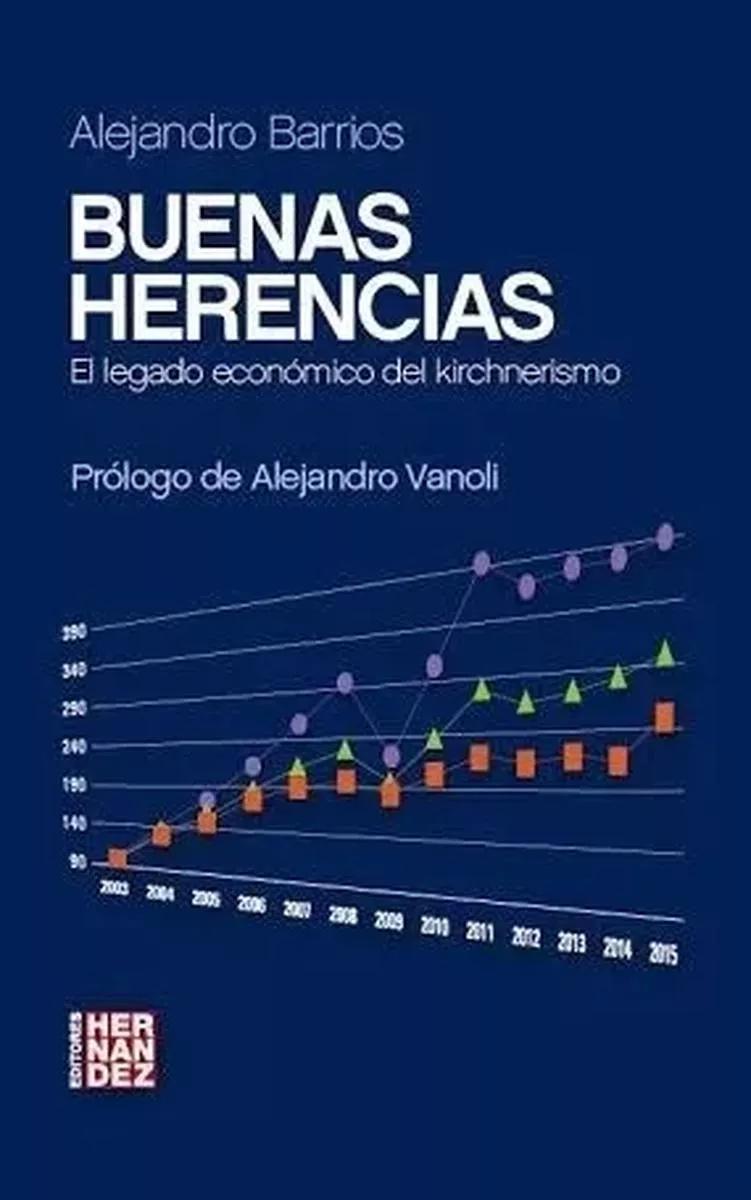 Alejandro Barrios
BUENAS
HERENCIAS
El legado económico del kirchnerismo
Prólogo de Alejandro Vanoli
390
340
290
240
190
140
90
2003 2004 2005 2006 2007 2008 2009 2010 2011 2012 2013 2014 2015
EDITORES
HER
NAN
DEZ